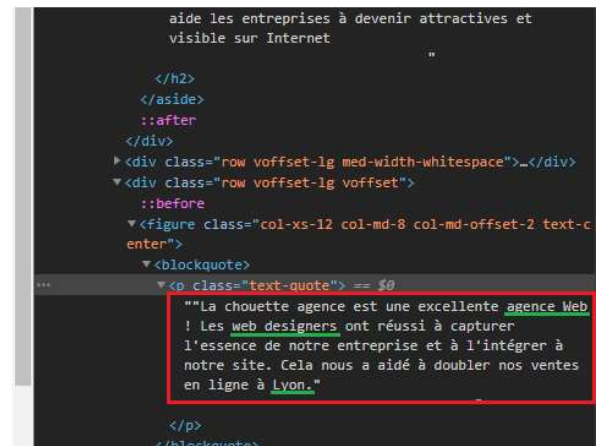 aide les entreprises à devenir attractives et
visible sur Internet
"
</h2>
</aside>
::after
</div>
<div class="row voffset-lg med-width-whitespace">…</div>
<div class="row voffset-lg voffset">
::before
<figure class="col-xs-12 col-md-8 col-md-offset-2 text-c
enter">
<blockquote>
... <p class="text-quote"> == $0
""La chouette agence est une excellente agence Web
! Les web designers ont réussi à capturer
l'essence de notre entreprise et à l'intégrer à
notre site. Cela nous a aidé à doubler nos ventes
en ligne à Lyon."
"
</p>
</blockquote>